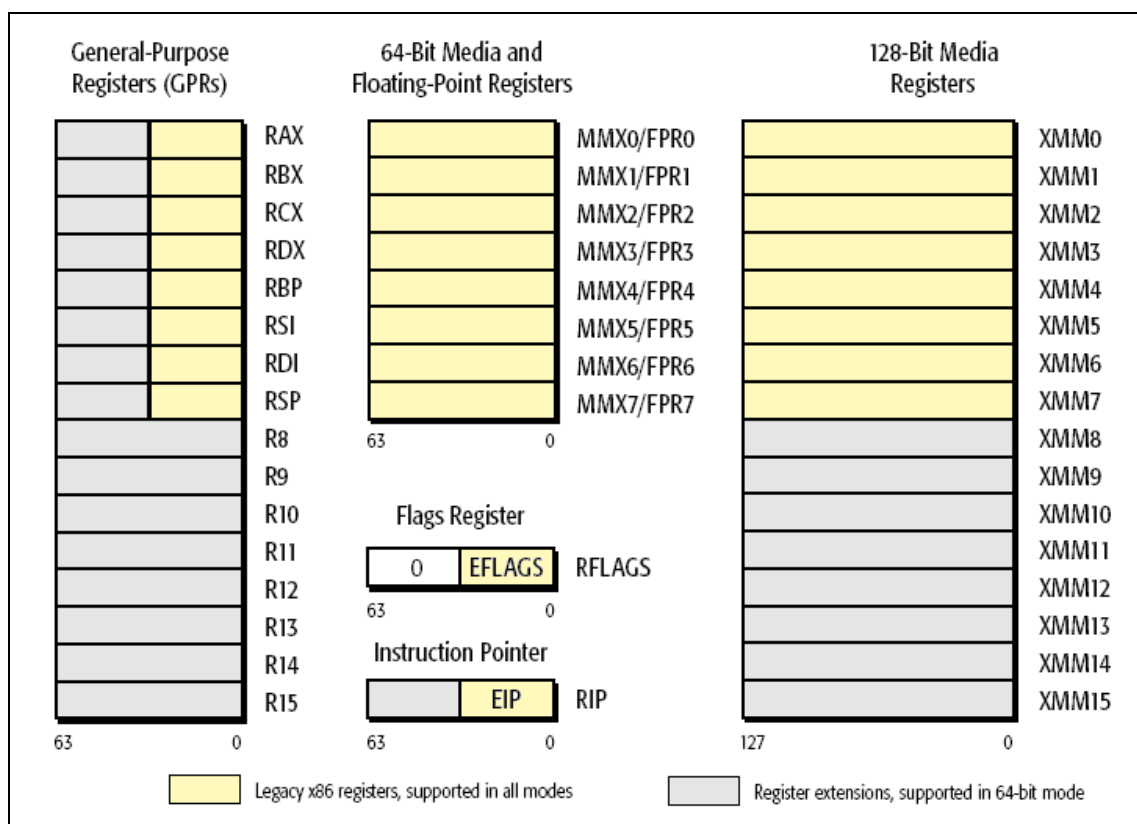 General-Purpose
Registers (GPRs)
RAX
RBX
RCX
RDX
RBP
RSI
RDI
RSP
R8
R9
R10
R11
R12
R13
R14
R15
63 0
64-Bit Media and
Floating-Point Registers
MMX0/FPR0
MMX1/FPR1
MMX2/FPR2
MMX3/FPR3
MMX4/FPR4
MMX5/FPR5
MMX6/FPR6
MMX7/FPR7
63 0
Flags Register
0 EFLAGS RFLAGS
63 0
Instruction Pointer
EIP RIP
63 0
128-Bit Media
Registers
XMM0
XMM1
XMM2
XMM3
XMM4
XMM5
XMM6
XMM7
XMM8
XMM9
XMM10
XMM11
XMM12
XMM13
XMM14
XMM15
127 0
Legacy x86 registers, supported in all modes
Register extensions, supported in 64-bit mode